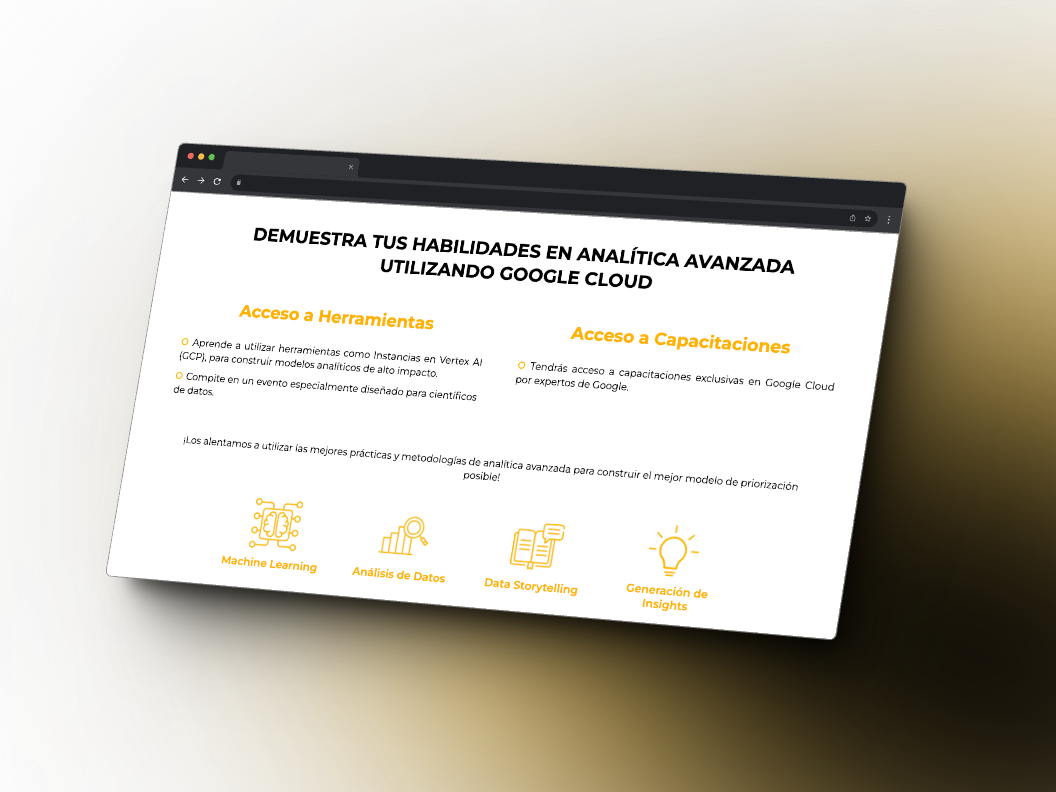 DEMUESTRA TUS HABILIDADES EN ANALÍTICA AVANZADA
UTILIZANDO GOOGLE CLOUD
Acceso a Herramientas
Aprende a utilizar herramientas como Instancias en Vertex AI
(GCP), para construir modelos analíticos de alto impacto.
Compite en un evento especialmente diseñado para científicos
de datos.
Acceso a Capacitaciones
Tendrás acceso a capacitaciones exclusivas en Google Cloud
por expertos de Google.
¡Los alentamos a utilizar las mejores prácticas y metodologías de analítica avanzada para construir el mejor modelo de priorización
posible!
Machine Learning
Análisis de Datos
Data Storytelling
Generación de
Insights